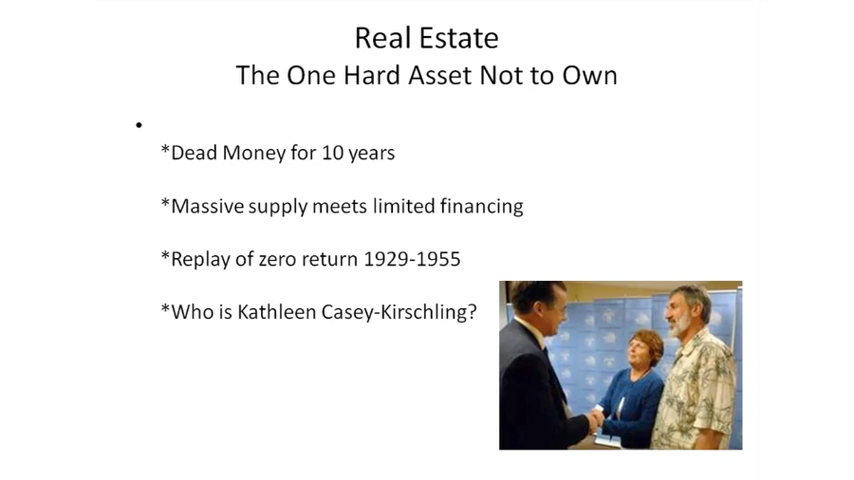 Real Estate
The One Hard Asset Not to Own
•
*Dead Money for 10 years
*Massive supply meets limited financing
*Replay of zero return 1929-1955
*Who is Kathleen Casey-Kirschling?